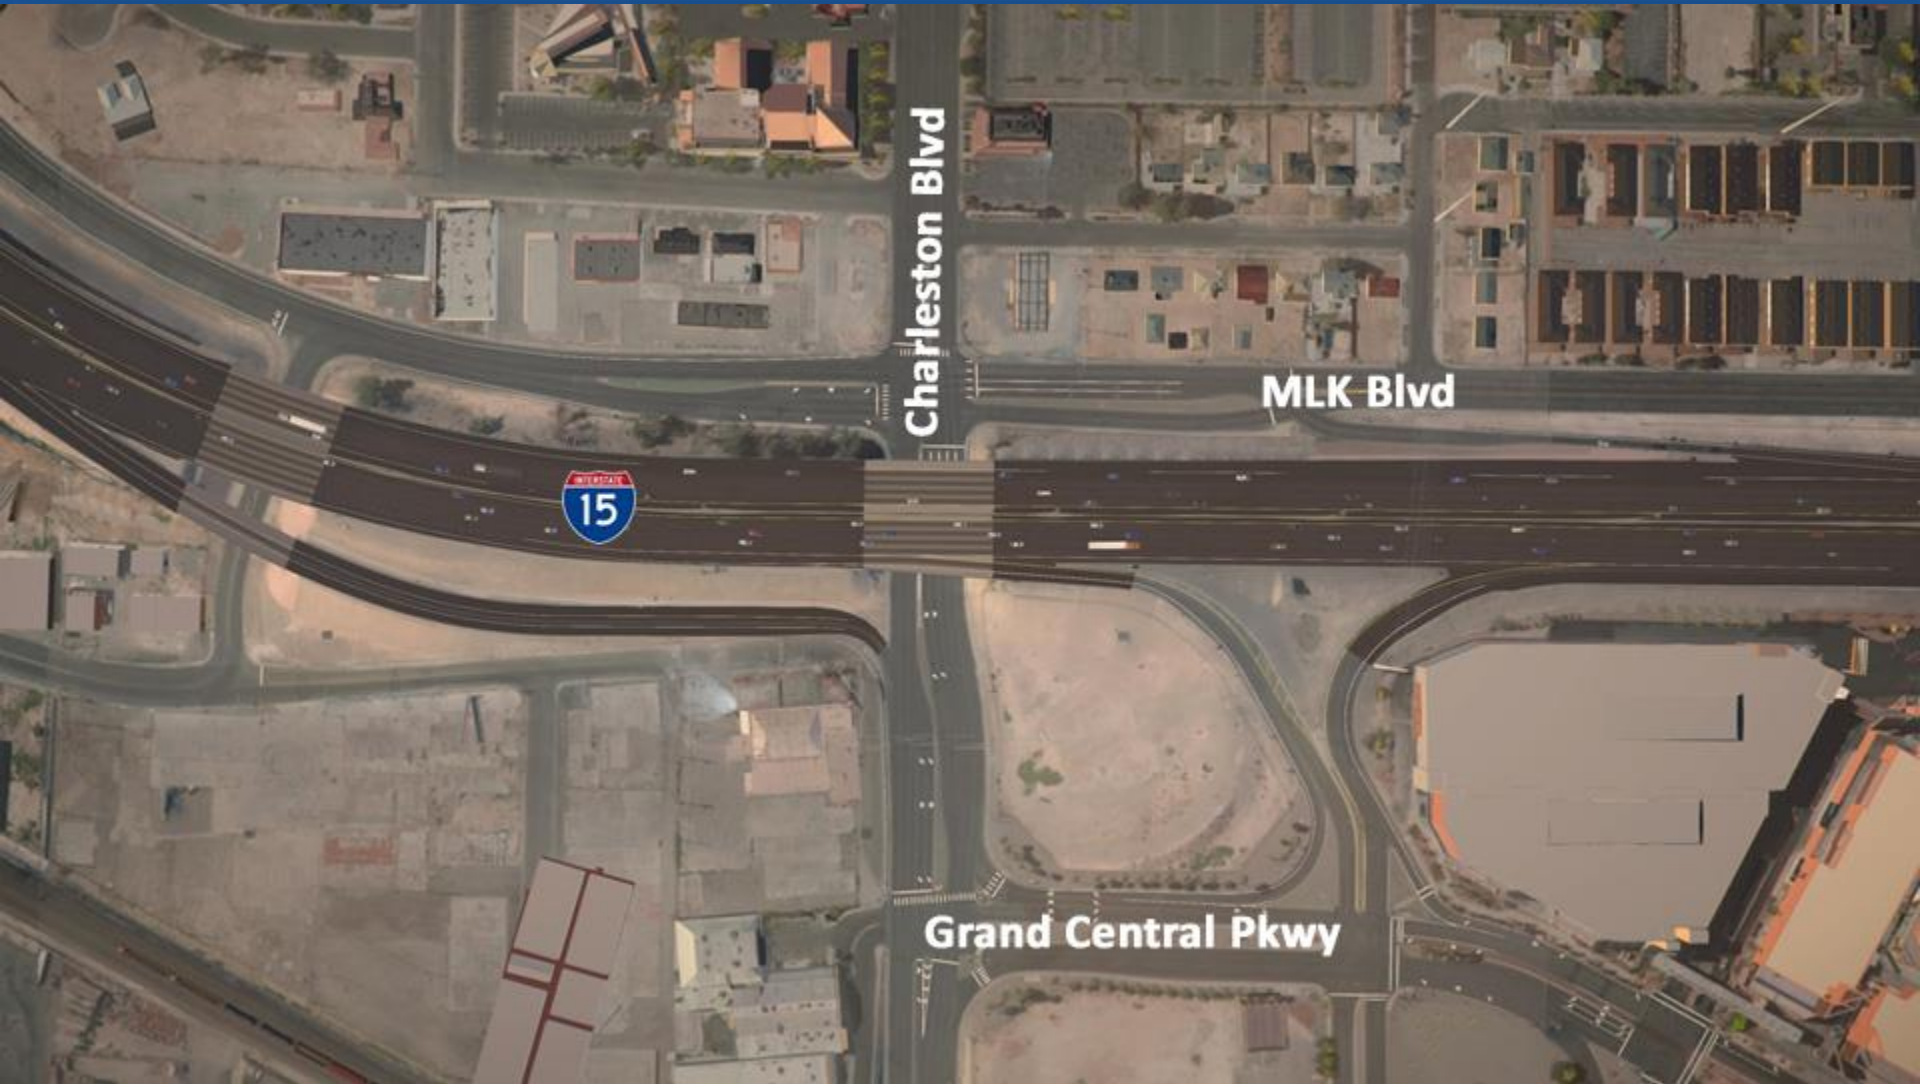 Charleston Blvd
MLK Blvd
INTERSTATE
15
Grand Central Pkwy